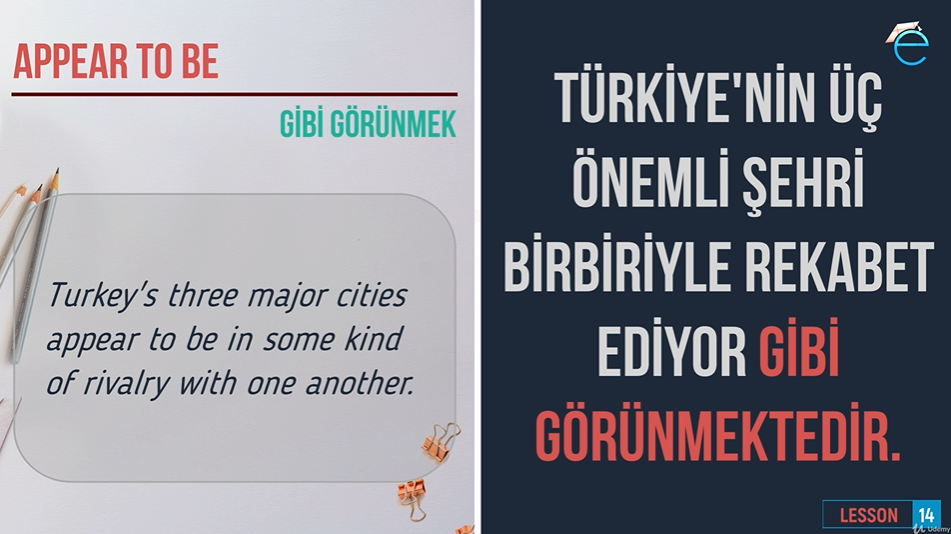 APPEAR TO BE
GİBİ GÖRÜNMEK
Turkey's three major cities
appear to be in some kind
of rivalry with one another.
e
TÜRKİYE'NİN ÜÇ
ÖNEMLİ ŞEHRİ
BİRBİRİYLE REKABET
EDİYOR GİBİ
GÖRÜNMEKTEDİR.
LESSON 14
Udemy